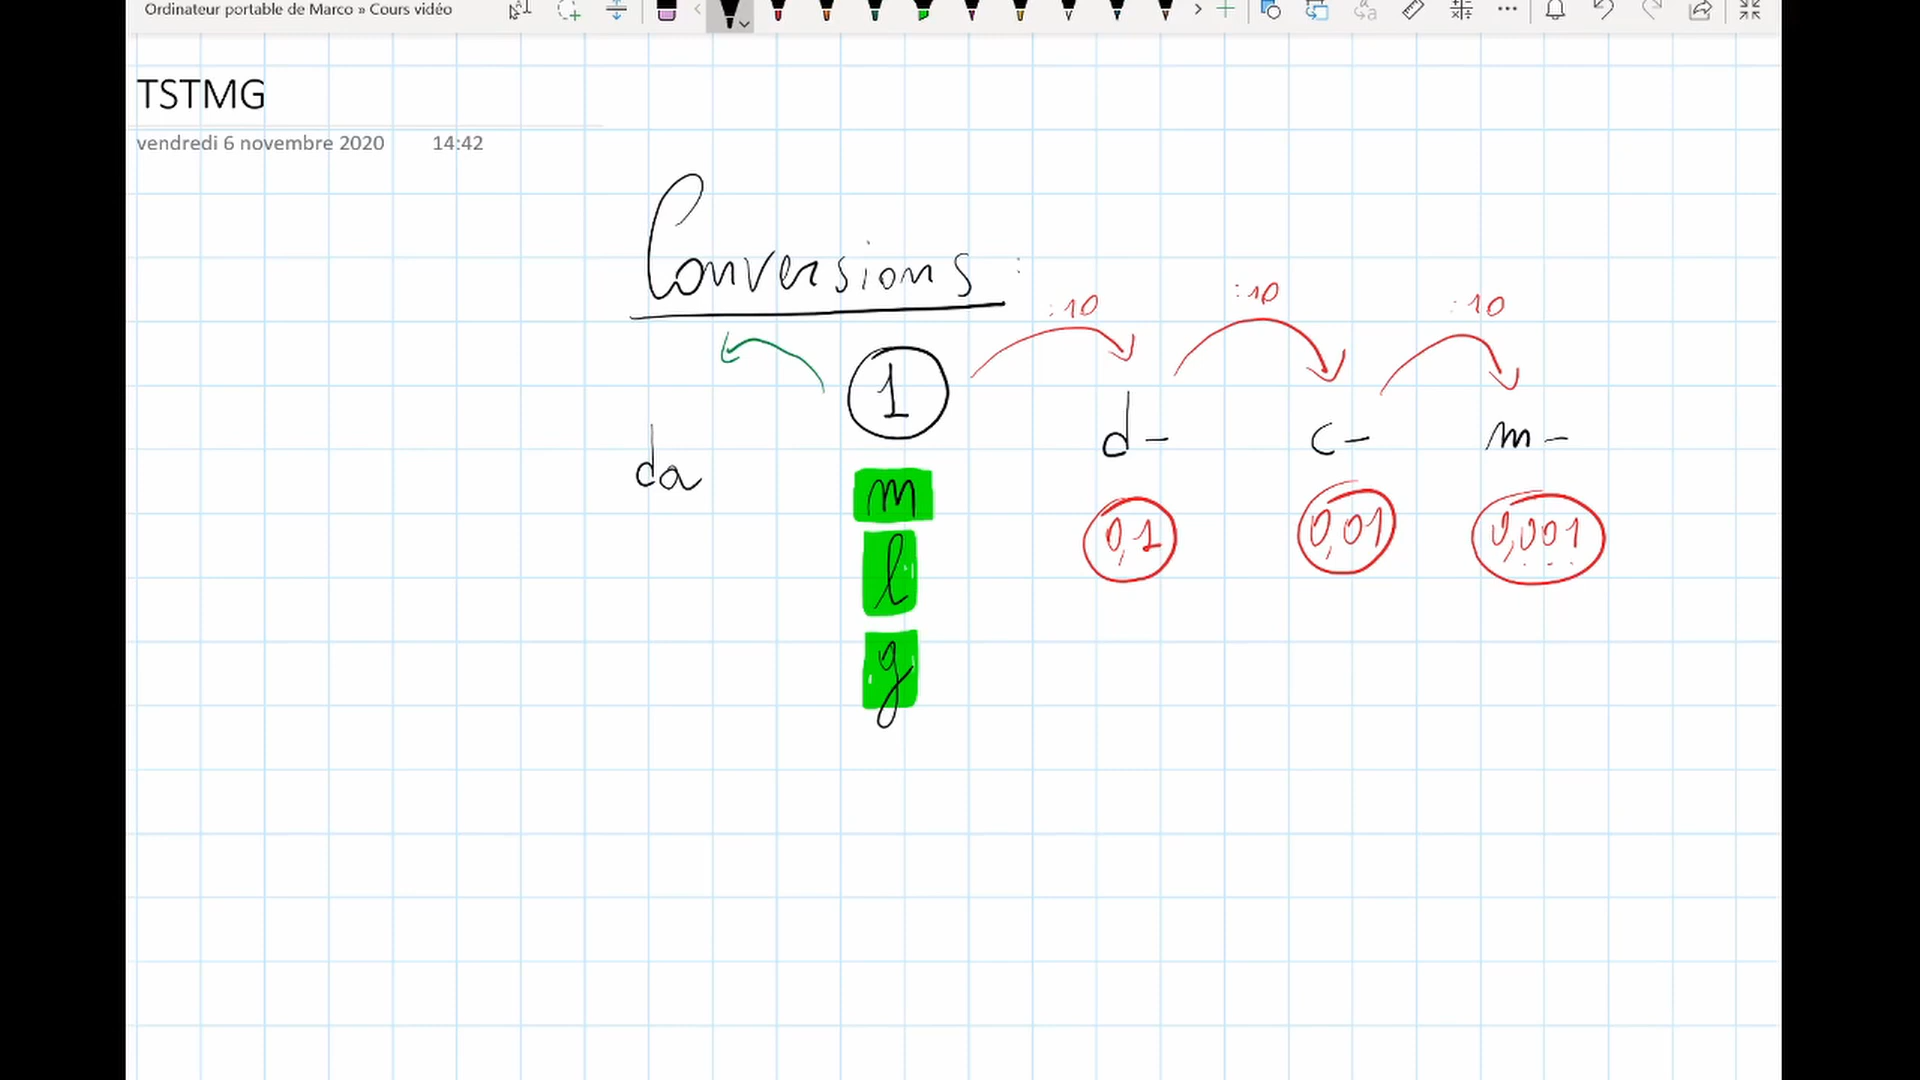 Ordinateur portable de Marco » Cours vidéo
TSTMG
vendredi 6 novembre 2020 14:42
Conversions :
:10 :10 :10
1
da d- c- m-
m
0,1 0,01 0,001
l
g